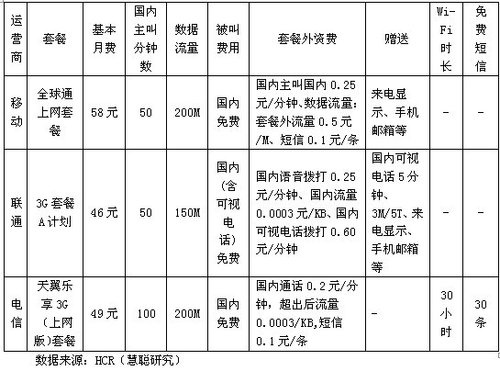 运营商
套餐
基本月费
国内主叫分钟数
数据流量
被叫费用
套餐外资费
赠送
Wi-Fi时长
免费短信
移动
全球通
上网套
餐
58元
50
200M
国内
免费
国内主叫国内0.25
元/分钟、数据流量:
套餐外流量0.5元
/M、短信0.1元/条
来电显
示、手机
邮箱等
-
-
联通
3G套餐
A计划
46元
50
150M
国内
(含
可视
电
话)
免费
国内语音拨打0.25
元/分钟、国内流量
0.0003元/KB、国内
可视电话拨打0.60
元/分钟
国内可视
电话5分
钟、
3M/5T、来
电显示、
手机邮箱
等
-
-
电信
天翼乐
享3G
(上网
版)套餐
49元
100
200M
国内
免费
国内通话0.2元/分
钟，超出后流量
0.0003/KB,短信
0.1元/条
-
30
小
时
30
条
数据来源：HCR（慧聪研究）